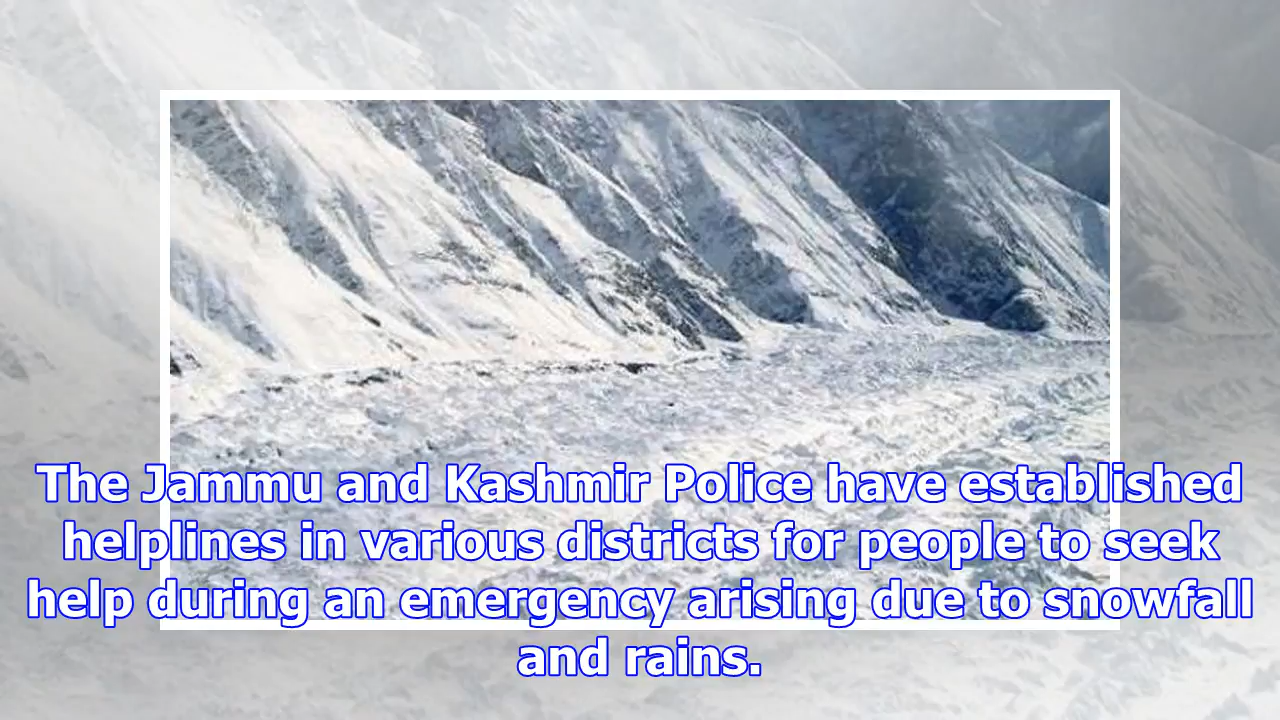 The Jammu and Kashmir Police have established
helplines in various districts for people to seek
help during an emergency arising due to snowfall
and rains.